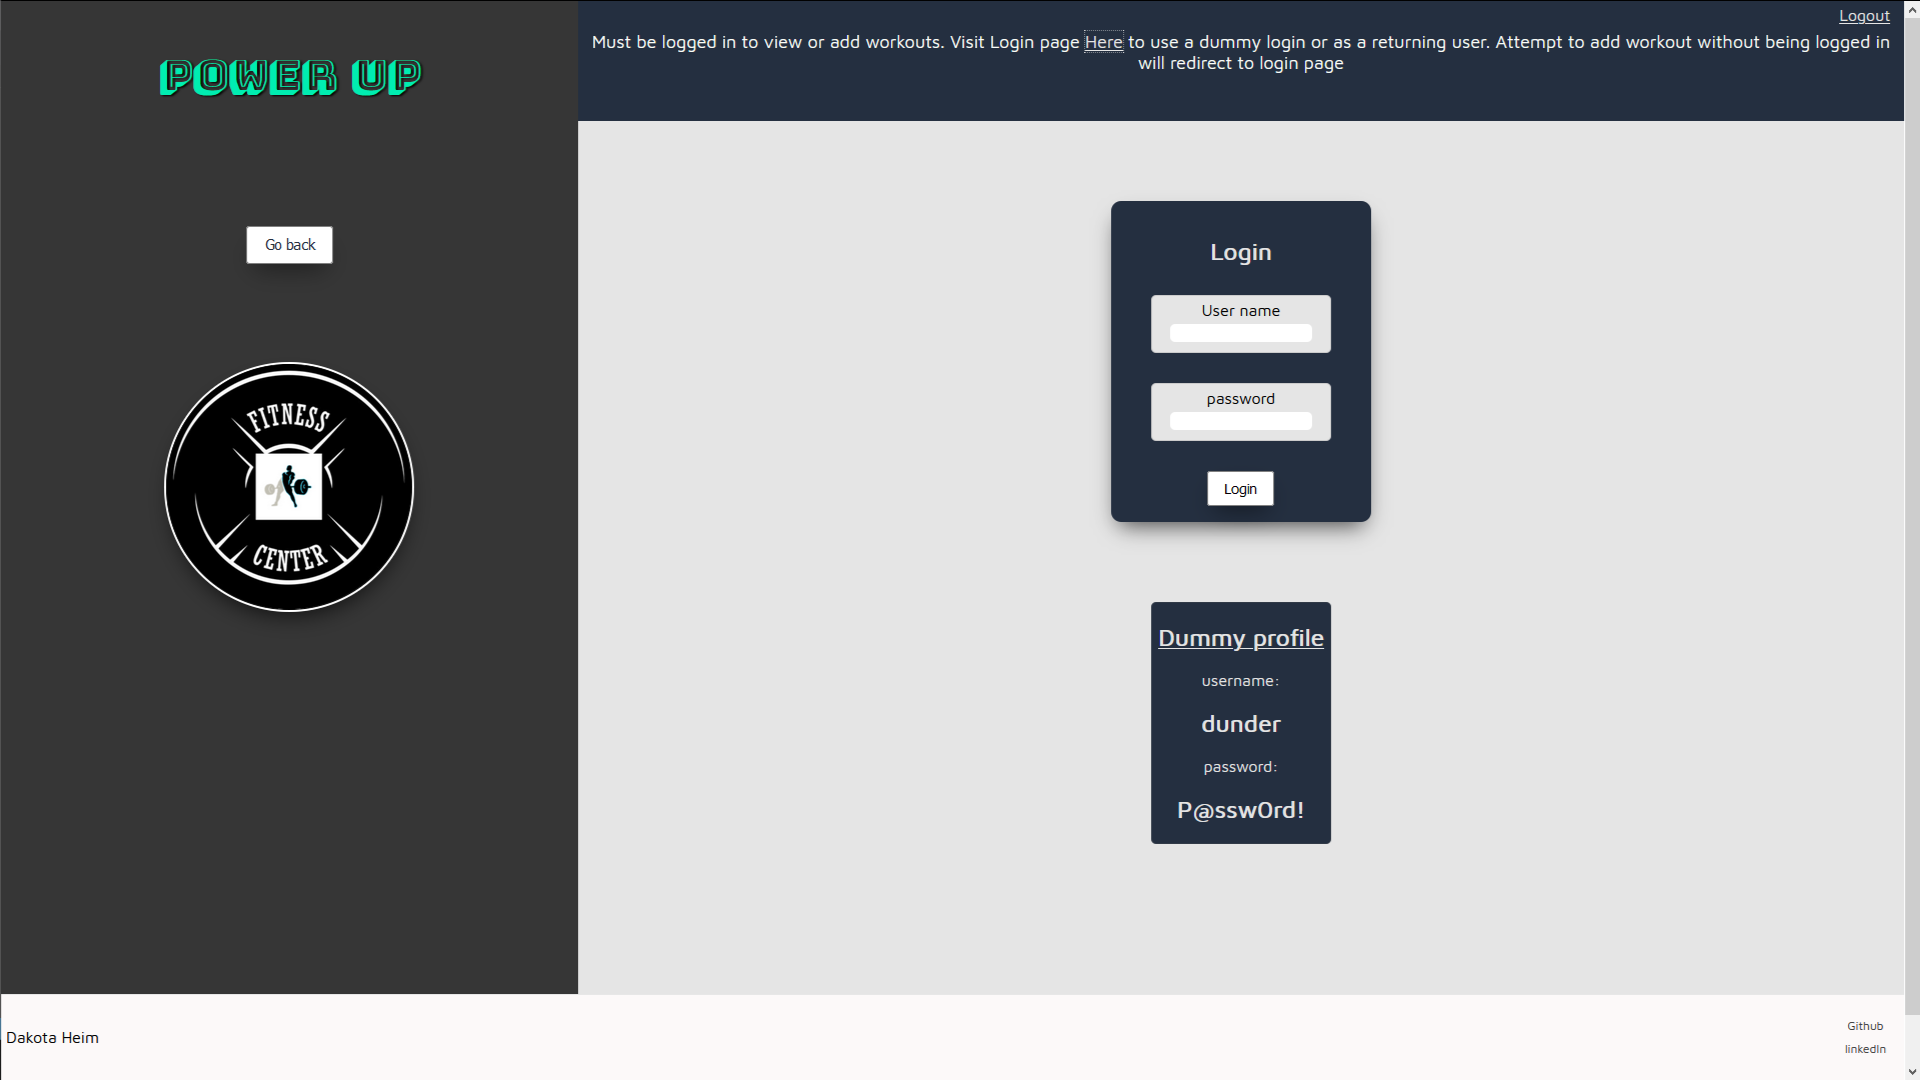 POWER UP
Go back
FITNESS
CENTER
Logout
Must be logged in to view or add workouts. Visit Login page Here to use a dummy login or as a returning user. Attempt to add workout without being logged in
will redirect to login page
Login
User name
password
Login
Dummy profile
username:
dunder
password:
P@ssw0rd!
Dakota Heim
Github
linkedIn